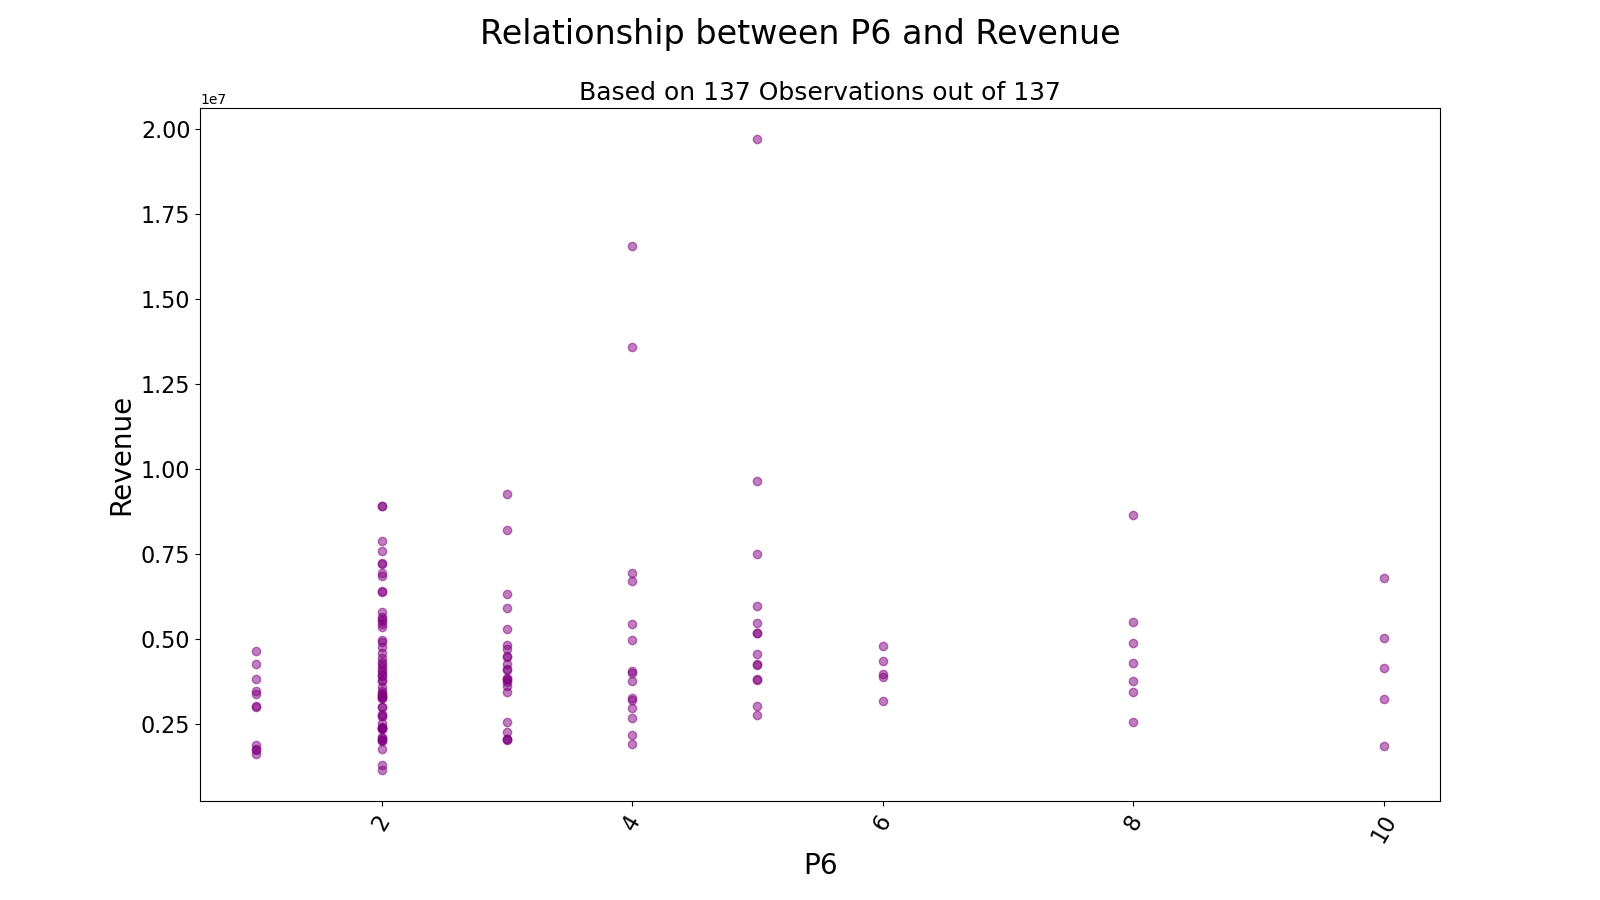 Relationship between P6 and Revenue
Based on 137 Observations out of 137
1e7
2.00
1.75
1.50
1.25
1.00
0.75
0.50
0.25
Revenue
2
4
6
8
10
P6